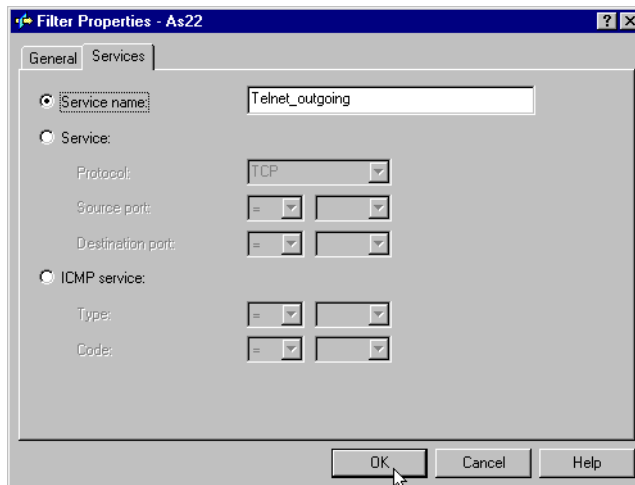 Filter Properties - As22
General Services
Service name: Telnet_outgoing
Service:
Protocol: TCP
Source port: =
Destination port: =
ICMP service:
Type: =
Code: =
OK Cancel Help